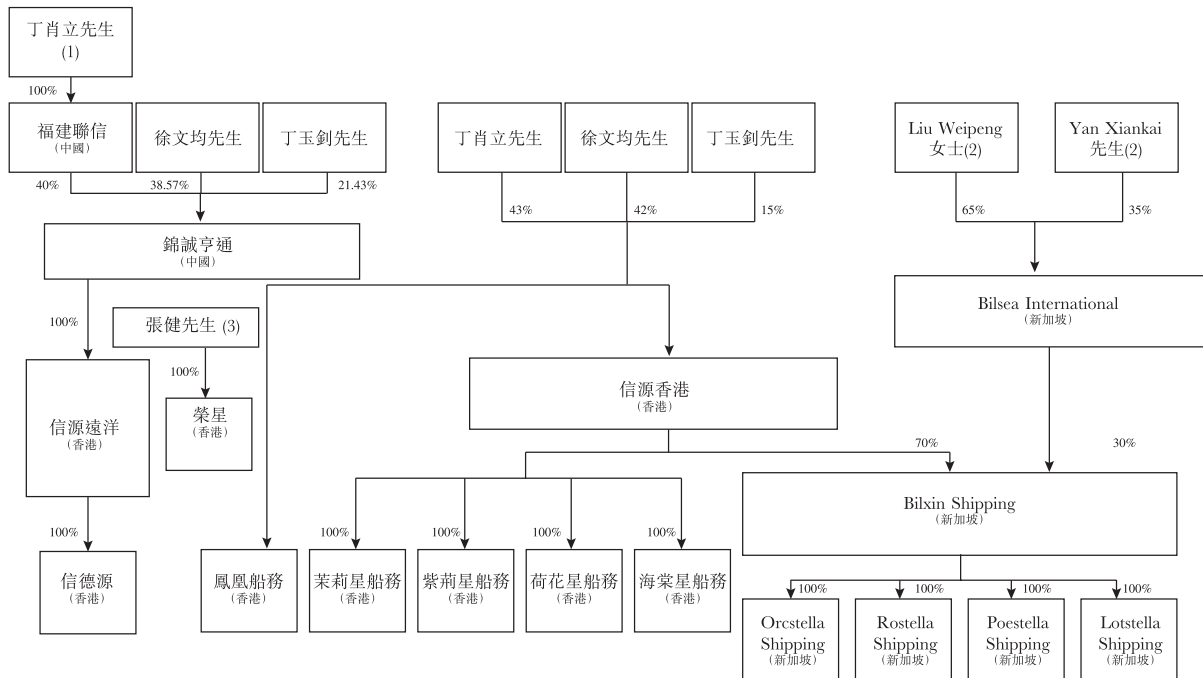 丁肖立先生
(1)
100%
福建聯信
(中國)
徐文均先生
丁玉釗先生
丁肖立先生
徐文均先生
丁玉釗先生
Liu Weipeng
女士(2)
Yan Xiankai
先生(2)
40%
38.57%
21.43%
43%
42%
15%
65%
35%
錦誠亨通
(中國)
Bilsea International
(新加坡)
100%
張健先生 (3)
100%
信源遠洋
(香港)
榮星
(香港)
信源香港
(香港)
70%
30%
Bilxin Shipping
(新加坡)
100%
100%
100%
100%
100%
信德源
(香港)
鳳凰船務
(香港)
茉莉星船務
(香港)
紫荊星船務
(香港)
荷花星船務
(香港)
海棠星船務
(香港)
100%
100%
100%
100%
Orcstella
Shipping
(新加坡)
Rostella
Shipping
(新加坡)
Poestella
Shipping
(新加坡)
Lotstella
Shipping
(新加坡)